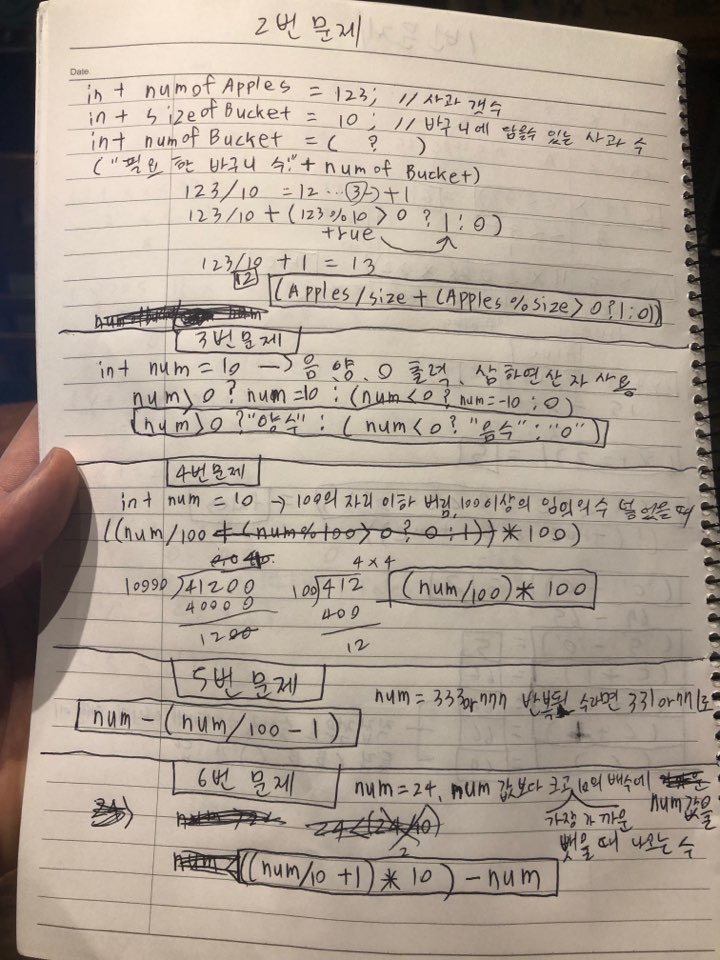 2번 문제
Date.
int numofApples = 123; // 사과 갯수
int sizeofBucket = 10; // 바구니에 담을수 있는 사과 수
int numofBucket = ( ? )
("필요한 바구니 수:" + numofBucket)
123/10 = 12 … ③→ +1
123/10 + (123%10 > 0 ? 1 : 0)
true
123/10 + 1 = 13
12
(Apples/size + (Apples%size > 0 ? 1 : 0))
3번문제
int num = 10 → 음, 양, 0 출력, 삼항연산자 사용
num > 0 ? num=10 : (num < 0 ? num=-10 : 0)
num > 0 ? "양수" : (num < 0 ? "음수" : "0")
4번문제
int num = 10 → 100의 자리 이하 버림, 100이상의 임의의 수 넣었을 때
((num/100 + (num%100 > 0 ? 0 : 1)) * 100)
4 x 4
41200
100)412
(num/100) * 100
400
12
5번 문제
num = 333이나 777 반복된 수라면 331이나 771로
num - (num/100 - 1)
6번 문제
num = 24, num 값보다 크고 10의 배수에
가장 가까운
num값을
24<(24/10)
2
뺏을 때 나오는 수
((num/10 + 1) * 10) - num